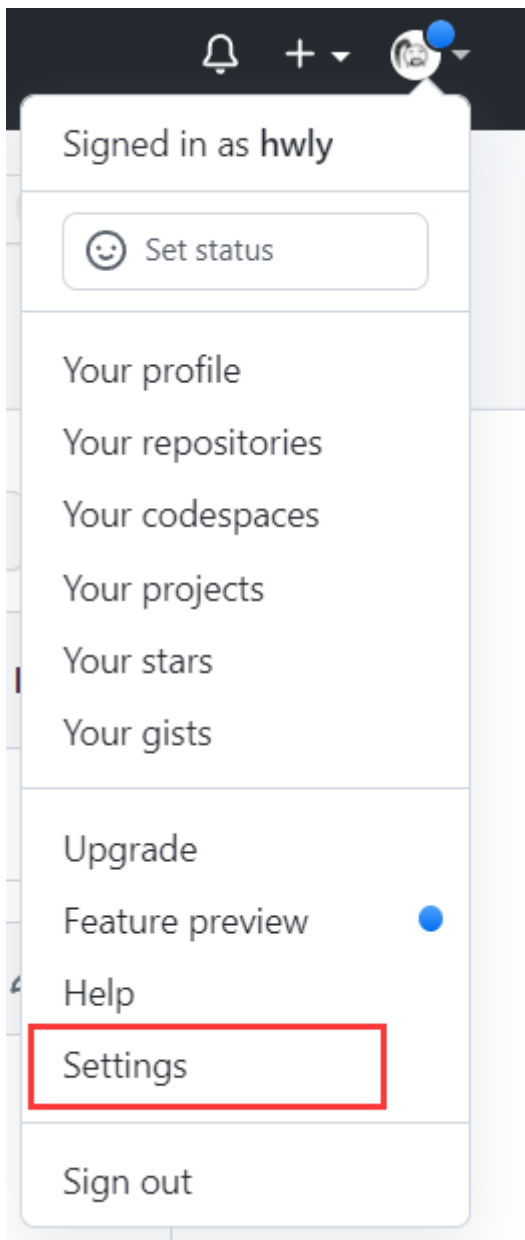 Signed in as hwly
Set status
Your profile
Your repositories
Your codespaces
Your projects
Your stars
Your gists
Upgrade
Feature preview
Help
Settings
Sign out